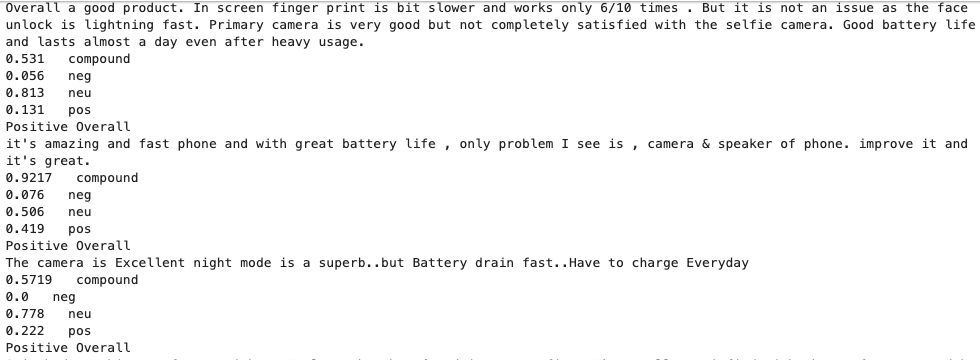 Overall a good product. In screen finger print is bit slower and works only 6/10 times . But it is not an issue as the face
unlock is lightning fast. Primary camera is very good but not completely satisfied with the selfie camera. Good battery life
and lasts almost a day even after heavy usage.
0.531   compound
0.056   neg
0.813   neu
0.131   pos
Positive Overall
it's amazing and fast phone and with great battery life , only problem I see is , camera & speaker of phone. improve it and
it's great.
0.9217   compound
0.076   neg
0.506   neu
0.419   pos
Positive Overall
The camera is Excellent night mode is a superb..but Battery drain fast..Have to charge Everyday
0.5719   compound
0.0   neg
0.778   neu
0.222   pos
Positive Overall